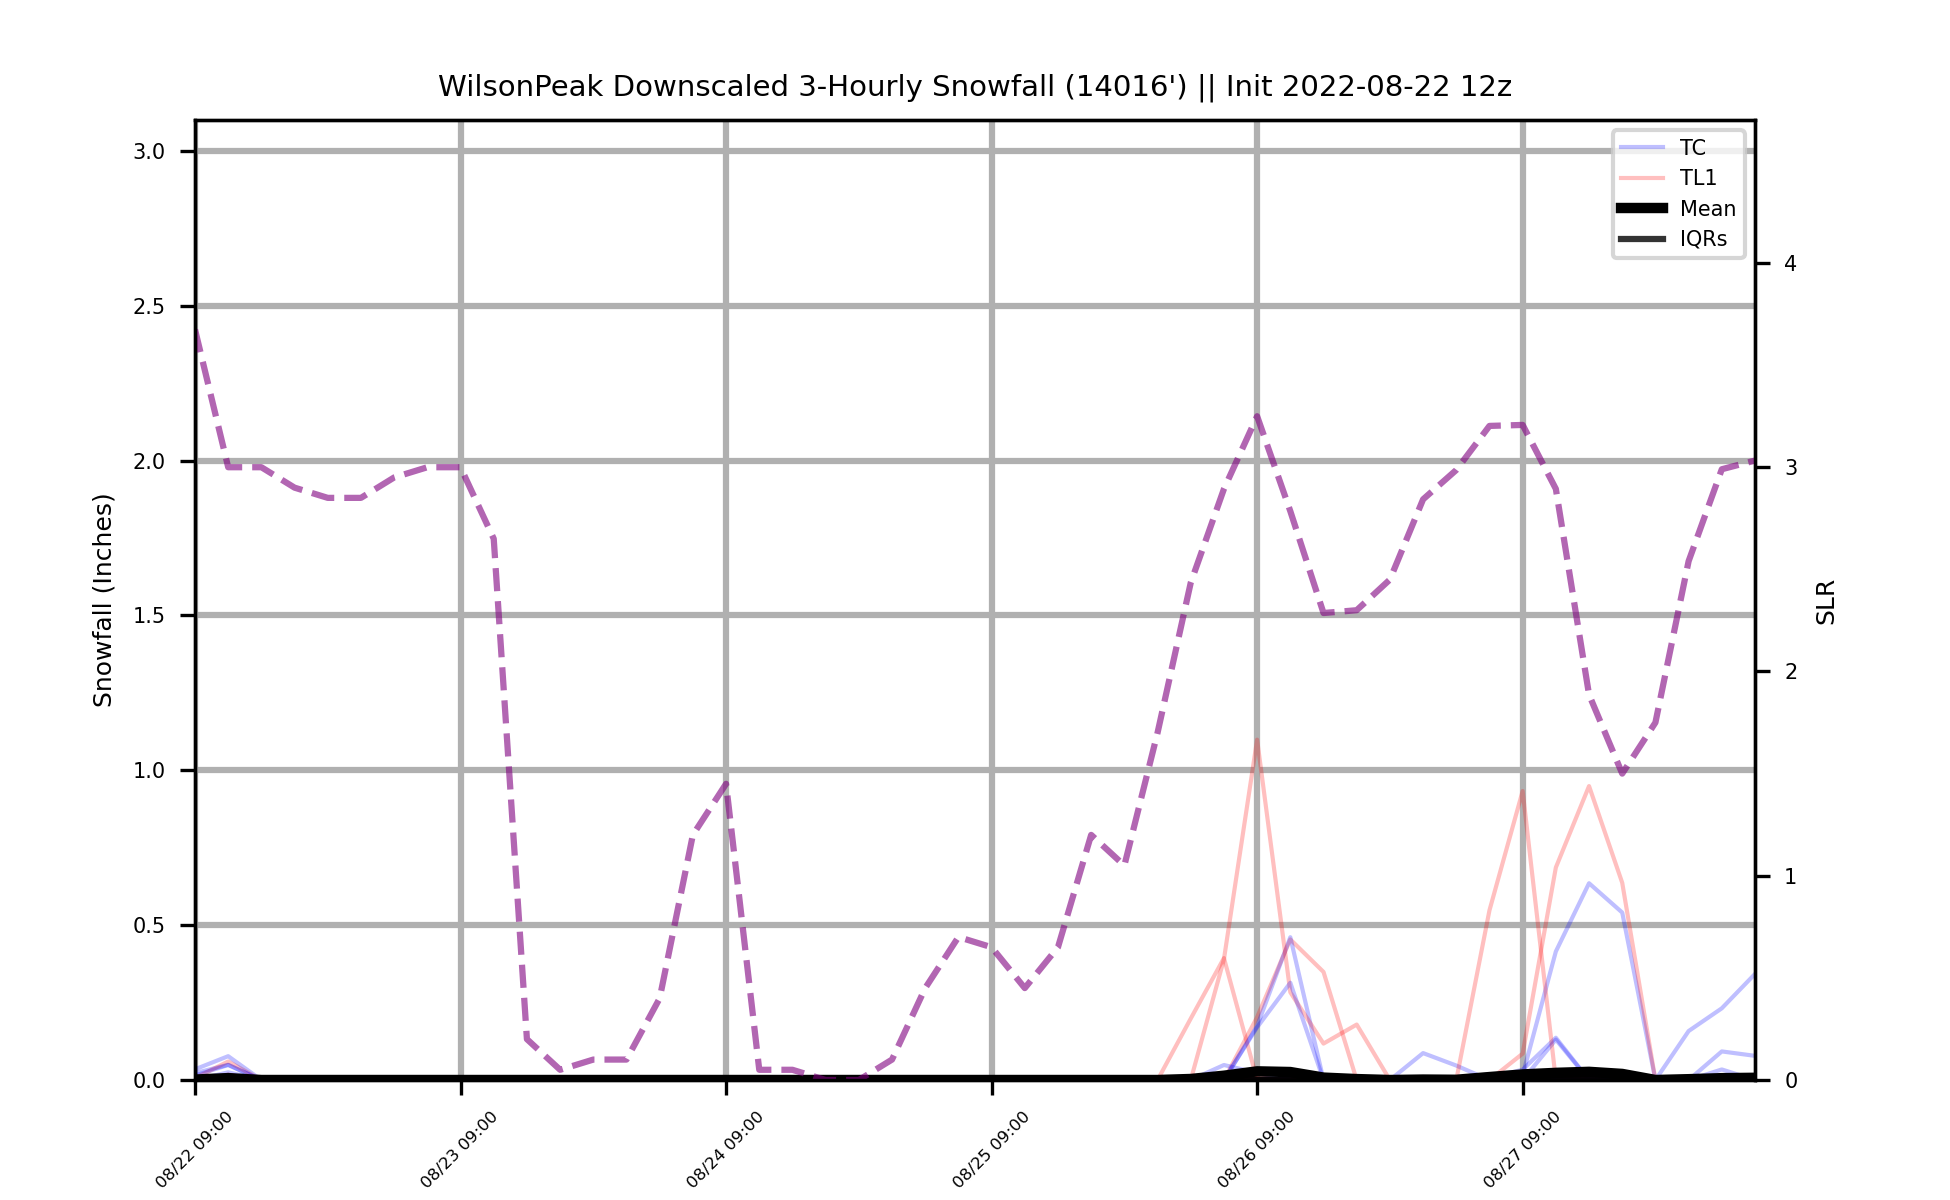 WilsonPeak Downscaled 3-Hourly Snowfall (14016') || Init 2022-08-22 12z
TC
TL1
Mean
IQRs
Snowfall (Inches)
3.0
2.5
2.0
1.5
1.0
0.5
0.0
4
3
2
1
0
SLR
08/22 09:00
08/23 09:00
08/24 09:00
08/25 09:00
08/26 09:00
08/27 09:00